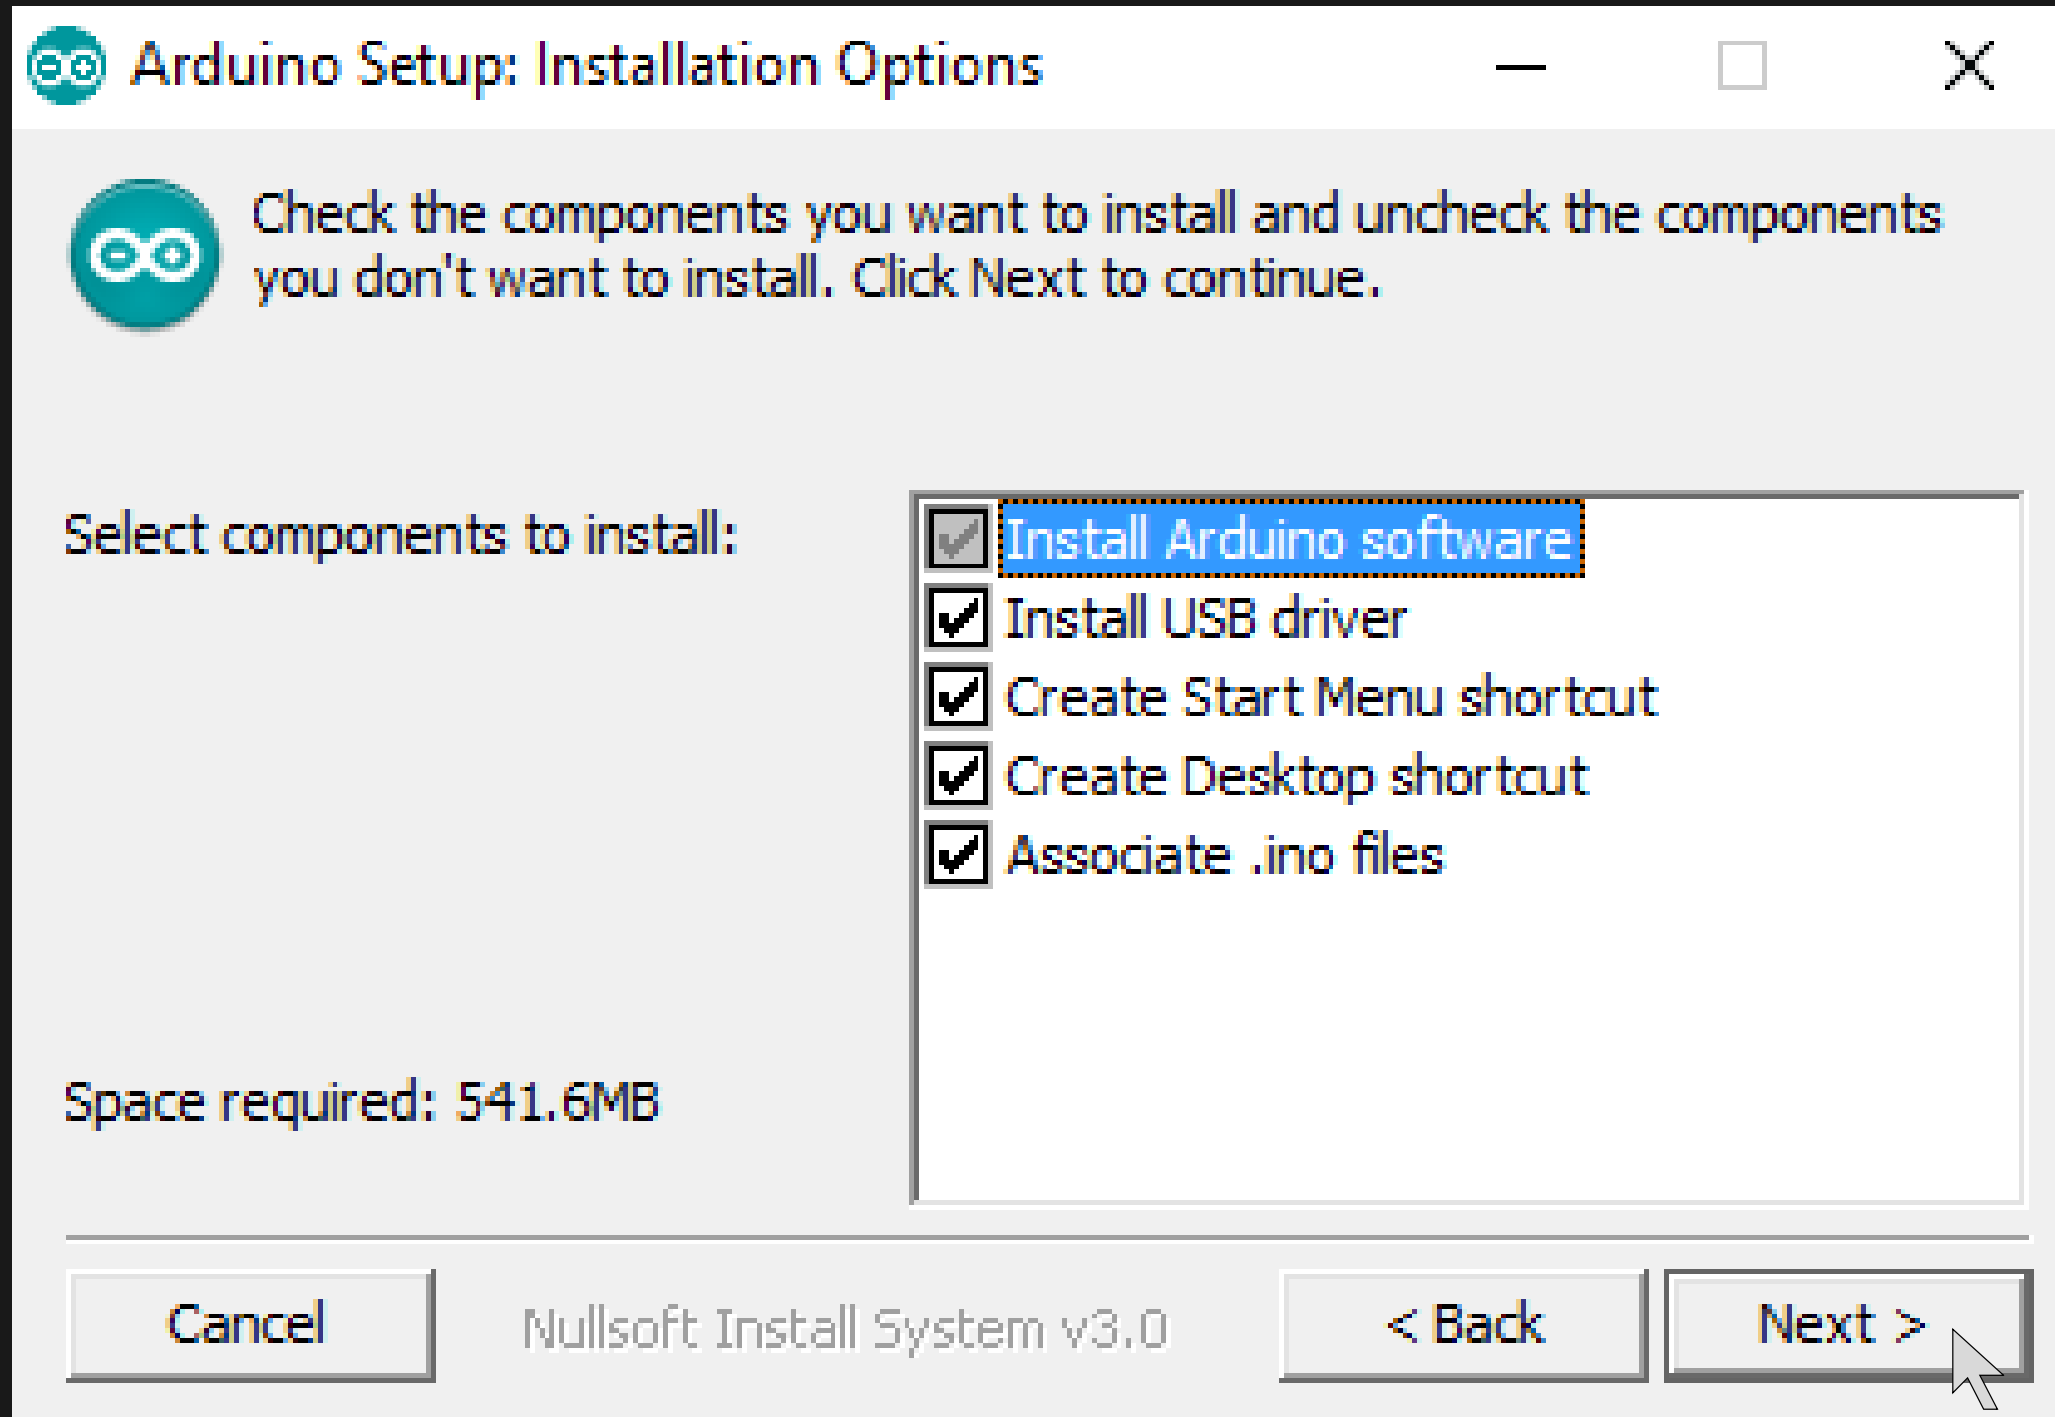 Arduino Setup: Installation Options
Check the components you want to install and uncheck the components
you don't want to install. Click Next to continue.
Select components to install:
Install Arduino software
Install USB driver
Create Start Menu shortcut
Create Desktop shortcut
Associate .ino files
Space required: 541.6MB
Cancel
Nullsoft Install System v3.0
< Back
Next >